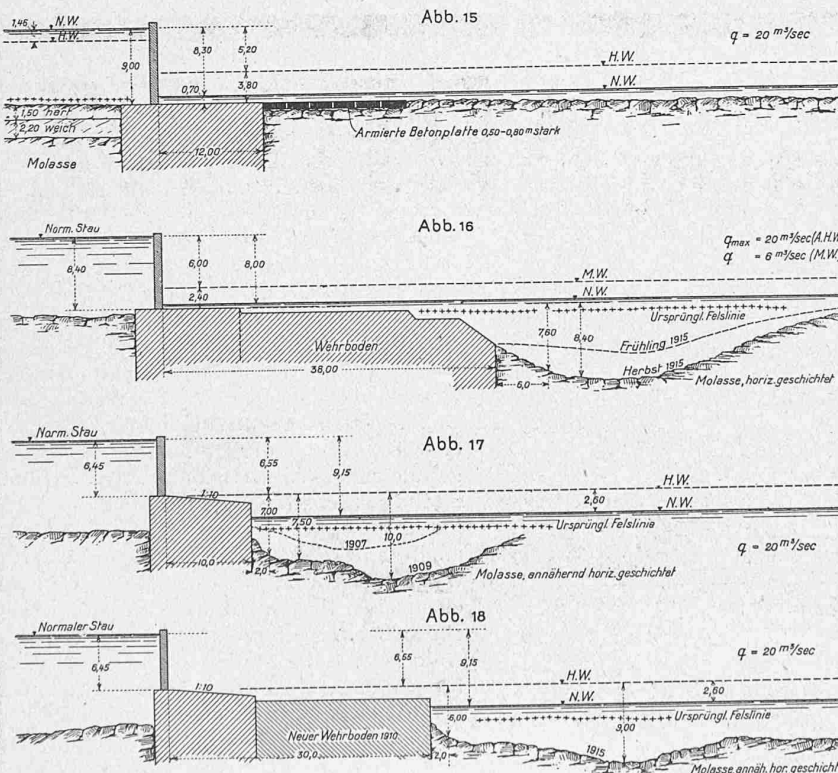 Abb. 15
q = 20 m³/sec
1,46
N.W.
H.W.
9,00
8,30
5,20
H.W.
N.W.
0,70
3,80
1,50 hart
2,20 weich
Armierte Betonplatte 0,50-0,80 m stark
12,00
Molasse
Abb. 16
Norm. Stau
q max = 20 m³/sec (A.H.W
q = 6 m³/sec (M.W.
8,40
6,00
8,00
M.W.
2,40
N.W.
Ursprüngl. Felslinie
7,60
8,40
Wehrboden
Frühling 1915
38,00
Herbst 1915
6,0
Molasse, horiz. geschichtet
Abb. 17
Norm. Stau
6,45
6,55
9,15
H.W.
1:10
2,60
N.W.
7,00
7,50
10,0
Ursprüngl. Felslinie
1907
q = 20 m³/sec
10,0
2,0
1909
Molasse, annähernd horiz. geschichtet
Abb. 18
Normaler Stau
6,45
6,55
9,15
q = 20 m³/sec
H.W.
1:10
2,60
N.W.
6,00
Ursprüngl. Felslinie
9,00
Neuer Wehrboden 1910
30,0
2,0
1915
Molasse annäh. hor. geschicht